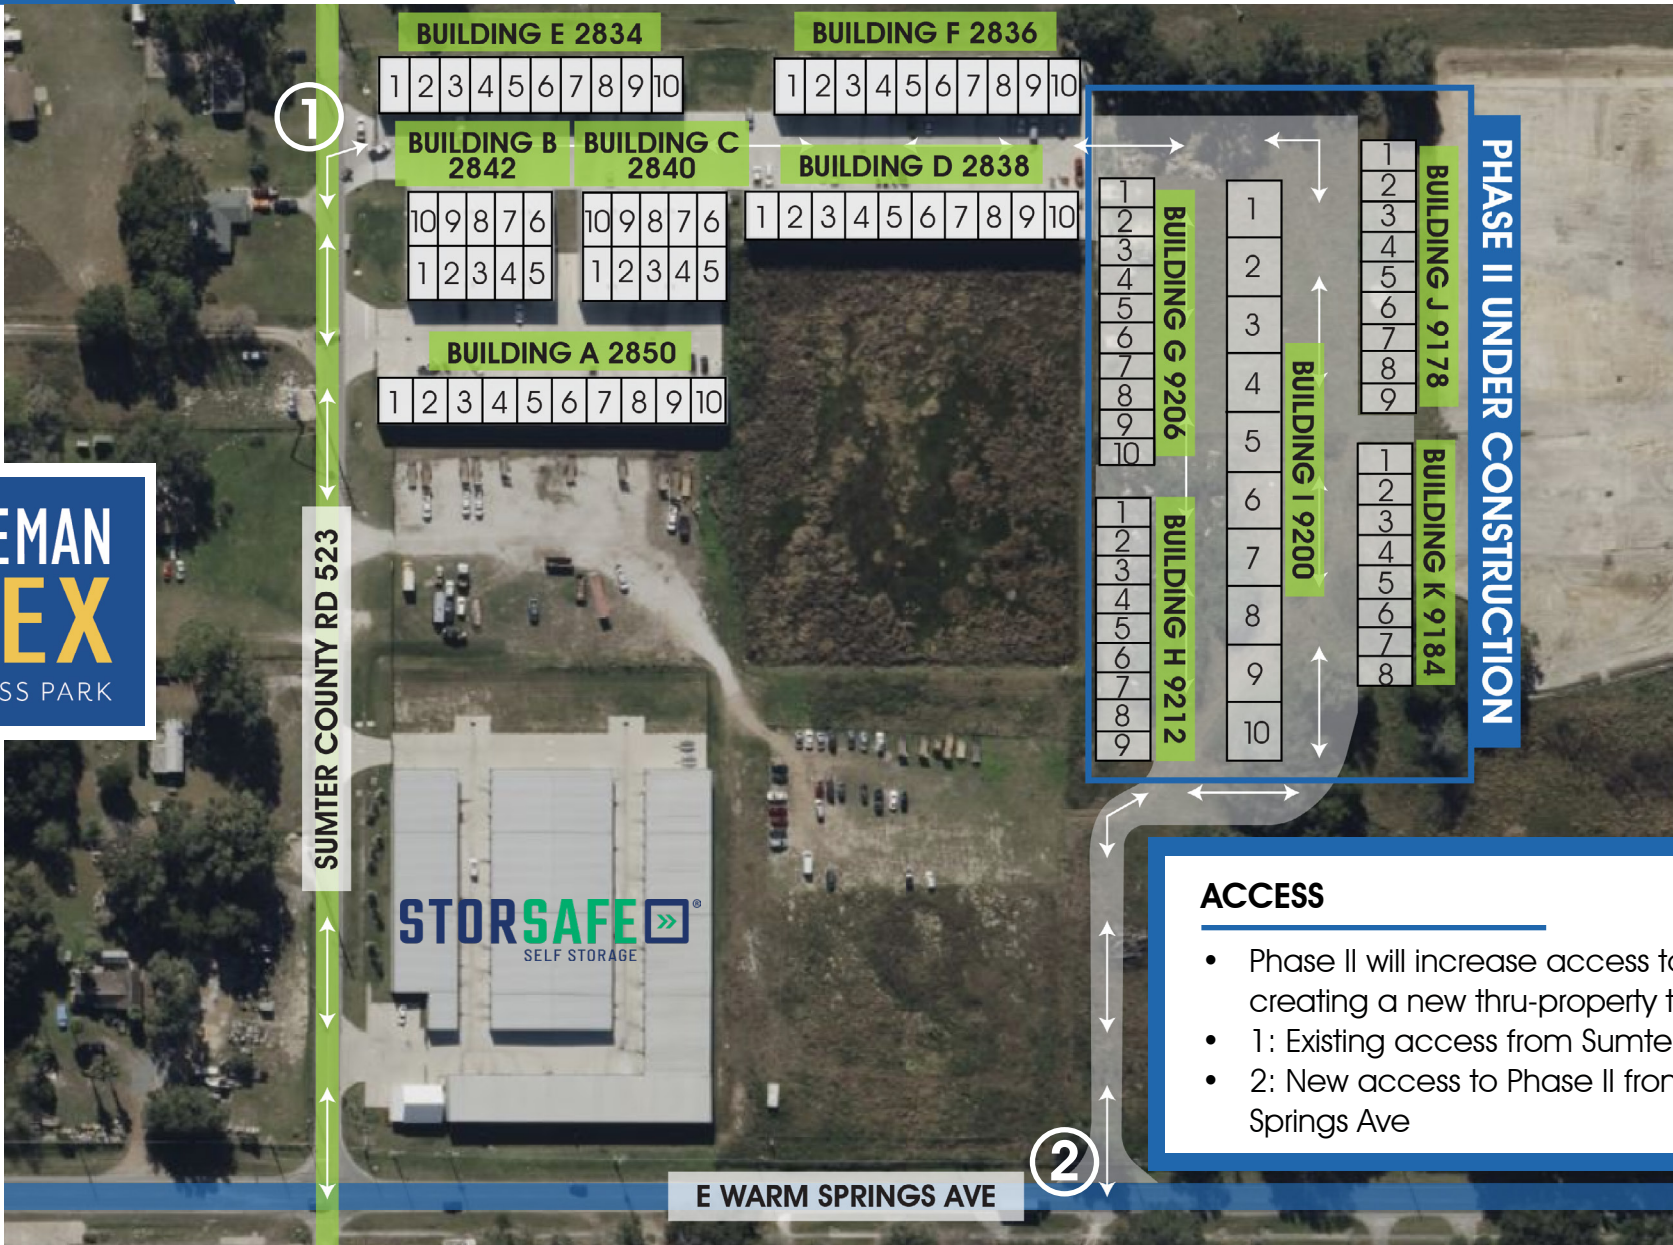 BUILDING E 2834
1 2 3 4 5 6 7 8 9 10
BUILDING F 2836
1 2 3 4 5 6 7 8 9 10
1
BUILDING B
2842
10 9 8 7 6
1 2 3 4 5
BUILDING C
2840
10 9 8 7 6
1 2 3 4 5
BUILDING D 2838
1 2 3 4 5 6 7 8 9 10
BUILDING A 2850
1 2 3 4 5 6 7 8 9 10
1
2
3
4
5
6
7
8
9
10
BUILDING G 9206
1
2
3
4
5
6
7
8
9
BUILDING H 9212
1
2
3
4
5
6
7
8
9
10
BUILDING I 9200
1
2
3
4
5
6
7
8
9
BUILDING J 9178
1
2
3
4
5
6
7
8
BUILDING K 9184
PHASE II UNDER CONSTRUCTION
EMAN
EX
SS PARK
SUMTER COUNTY RD 523
STORSAFE »®
SELF STORAGE
ACCESS
• Phase II will increase access to
creating a new thru-property t
• 1: Existing access from Sumte
• 2: New access to Phase II from
Springs Ave
2
E WARM SPRINGS AVE